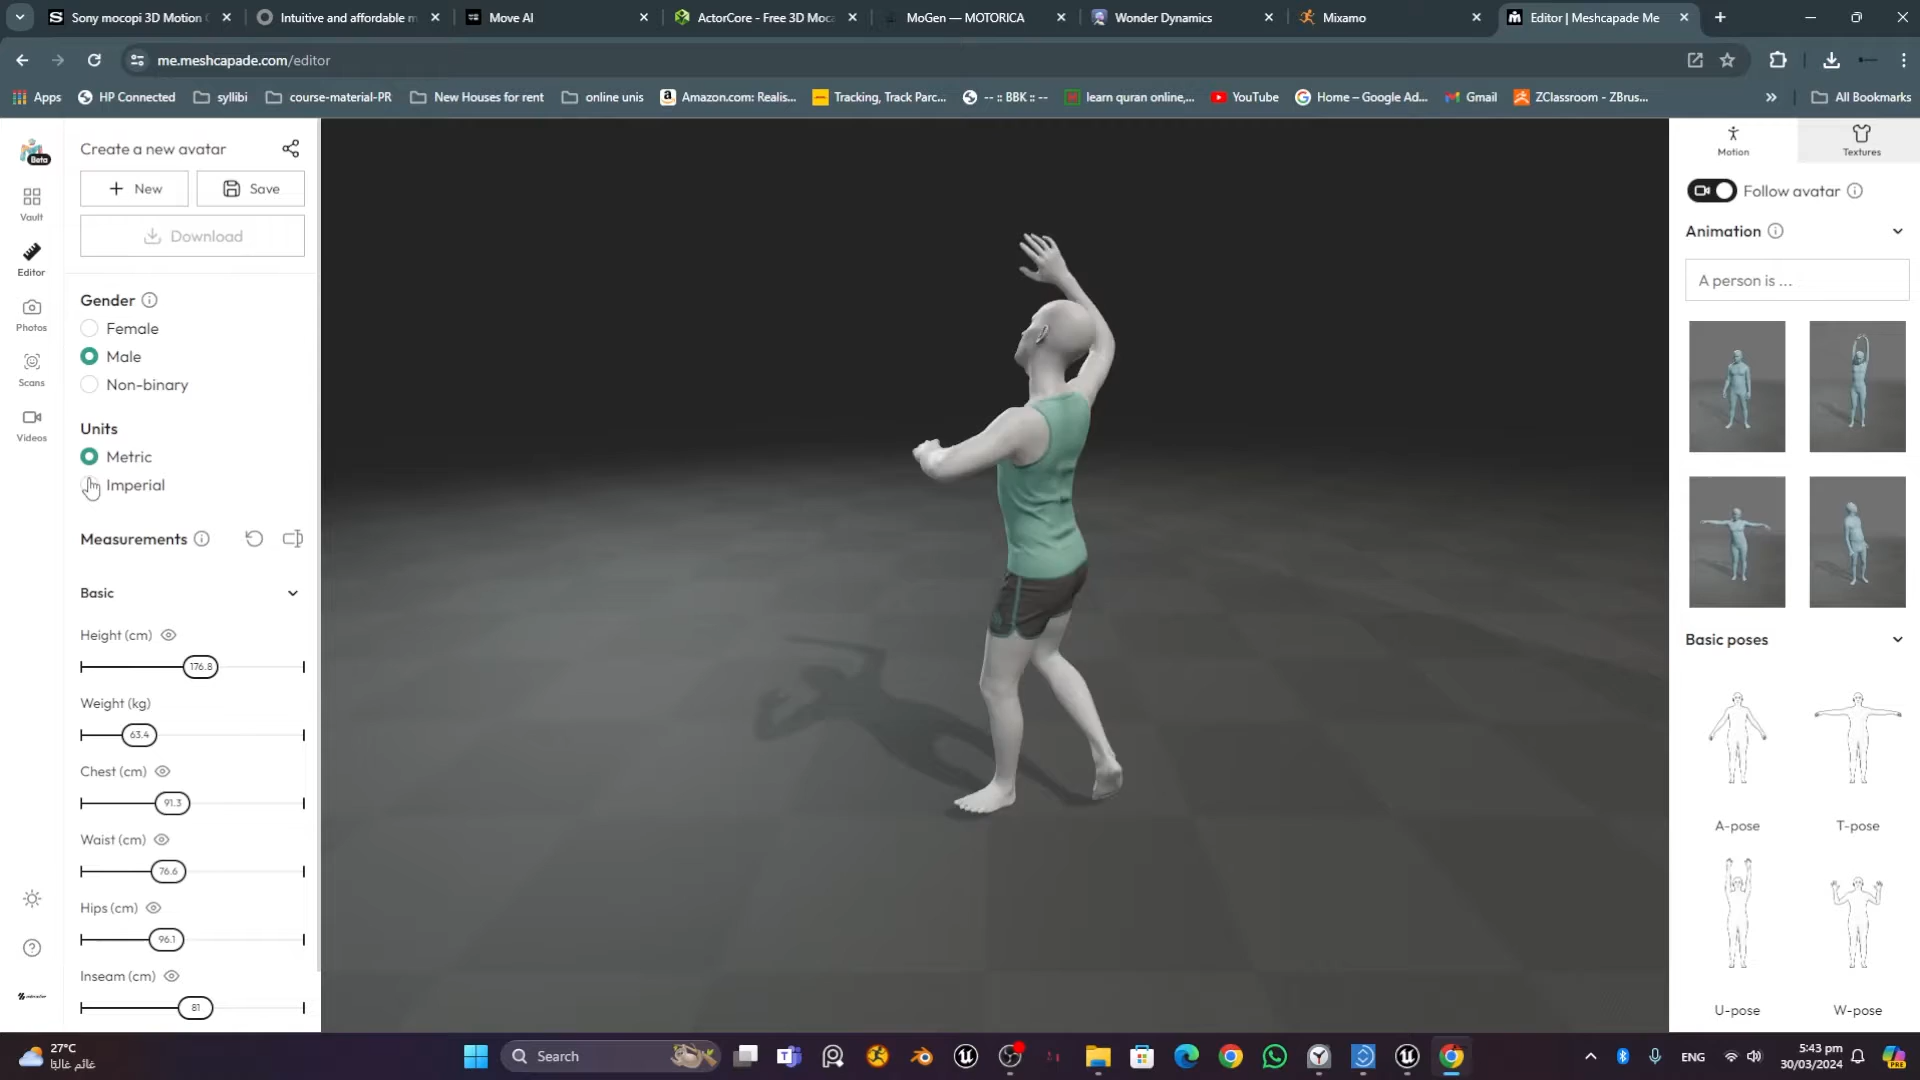 Sony mocopi 3D Motion C
Intuitive and affordable m
Move AI
ActorCore - Free 3D Moca
MoGen — MOTORICA
Wonder Dynamics
Mixamo
Editor | Meshcapade Me
me.meshcapade.com/editor
Apps
HP Connected
syllibi
course-material-PR
New Houses for rent
online unis
Amazon.com: Realis...
Tracking, Track Parc...
-- :: BBK :: --
learn quran online,...
YouTube
Home – Google Ad...
Gmail
ZClassroom - ZBrus...
All Bookmarks
Beta
Vault
Editor
Photos
Scans
Videos
Create a new avatar
New
Save
Download
Gender
Female
Male
Non-binary
Units
Metric
Imperial
Measurements
Basic
Height (cm)
176.8
Weight (kg)
63.4
Chest (cm)
91.3
Waist (cm)
76.6
Hips (cm)
96.1
Inseam (cm)
81
Motion
Textures
Follow avatar
Animation
A person is ...
Basic poses
A-pose
T-pose
U-pose
W-pose
27°C
غائم غالبًا
Search
ENG
5:43 pm
30/03/2024
PRE